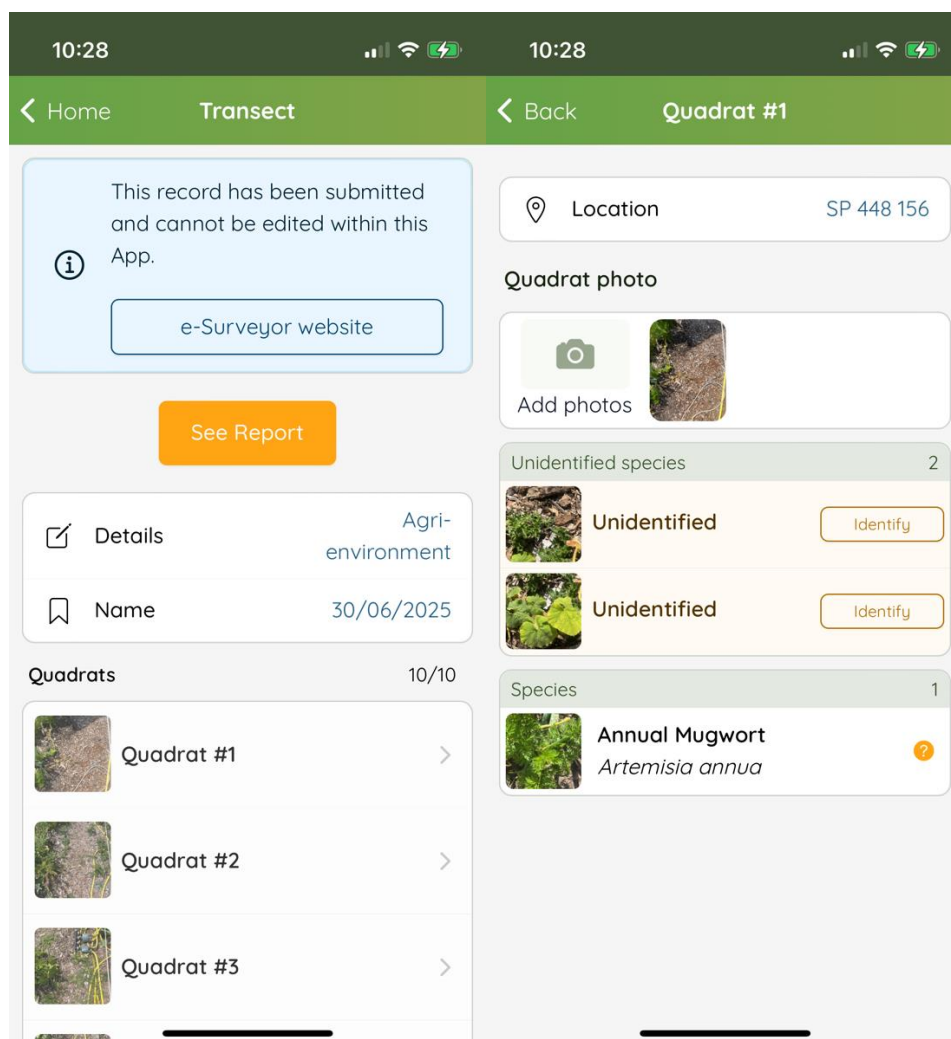 10:28
Home
Transect
This record has been submitted
and cannot be edited within this
App.
e-Surveyor website
See Report
Details
Agri-
environment
Name
30/06/2025
Quadrats
10/10
Quadrat #1
Quadrat #2
Quadrat #3
10:28
Back
Quadrat #1
Location
SP 448 156
Quadrat photo
Add photos
Unidentified species
2
Unidentified
Identify
Unidentified
Identify
Species
1
Annual Mugwort
Artemisia annua
?